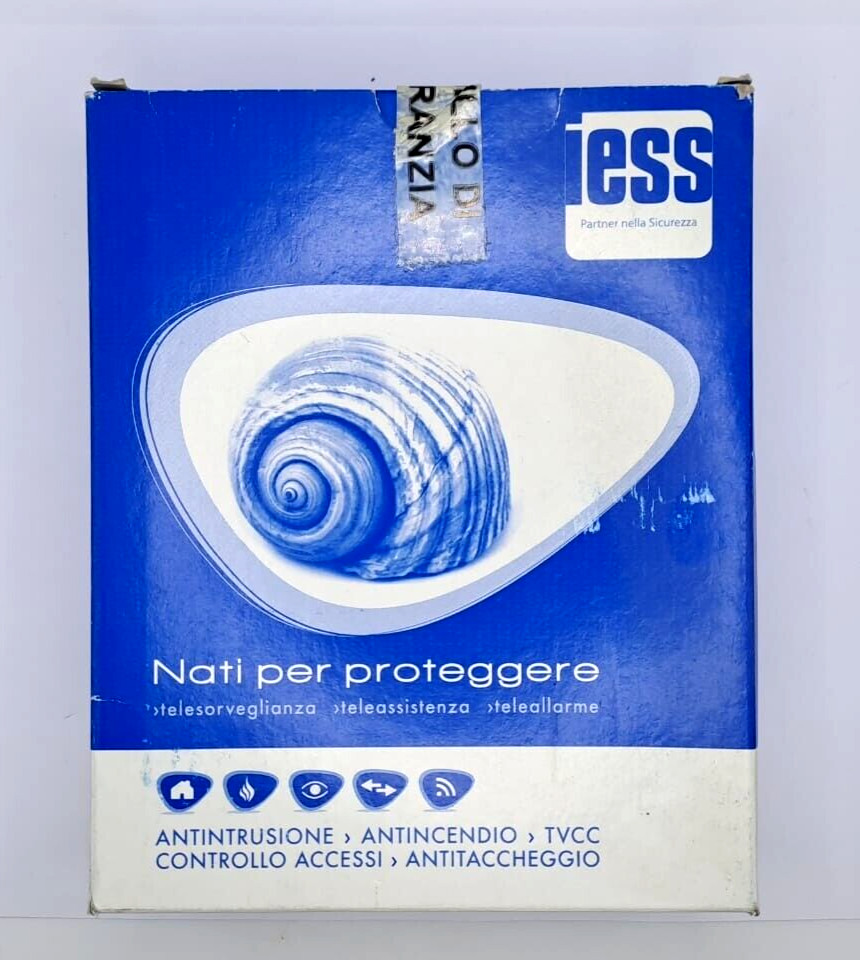 LLO DI
RANZIA
iess
Partner nella Sicurezza
Nati per proteggere
›telesorveglianza ›teleassistenza ›teleallarme
ANTINTRUSIONE › ANTINCENDIO › TVCC
CONTROLLO ACCESSI › ANTITACCHEGGIO